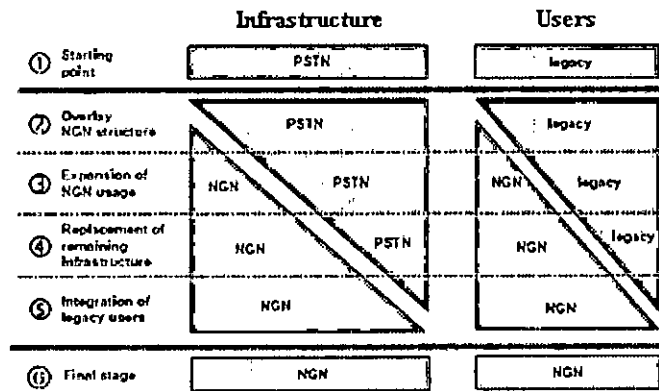 Infrastructure Users
① Starting point PSTN legacy
② Overlay NGN structure PSTN legacy
③ Expansion of NGN usage NGN PSTN NGN legacy
④ Replacement of remaining Infrastructure NGN PSTN NGN legacy
⑤ Integration of legacy users NGN NGN
⑥ Final stage NGN NGN